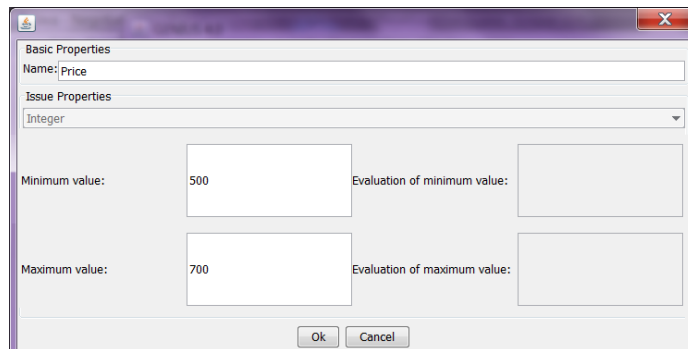 Basic Properties
Name: Price
Issue Properties
Integer
Minimum value: 500 Evaluation of minimum value:
Maximum value: 700 Evaluation of maximum value:
Ok Cancel